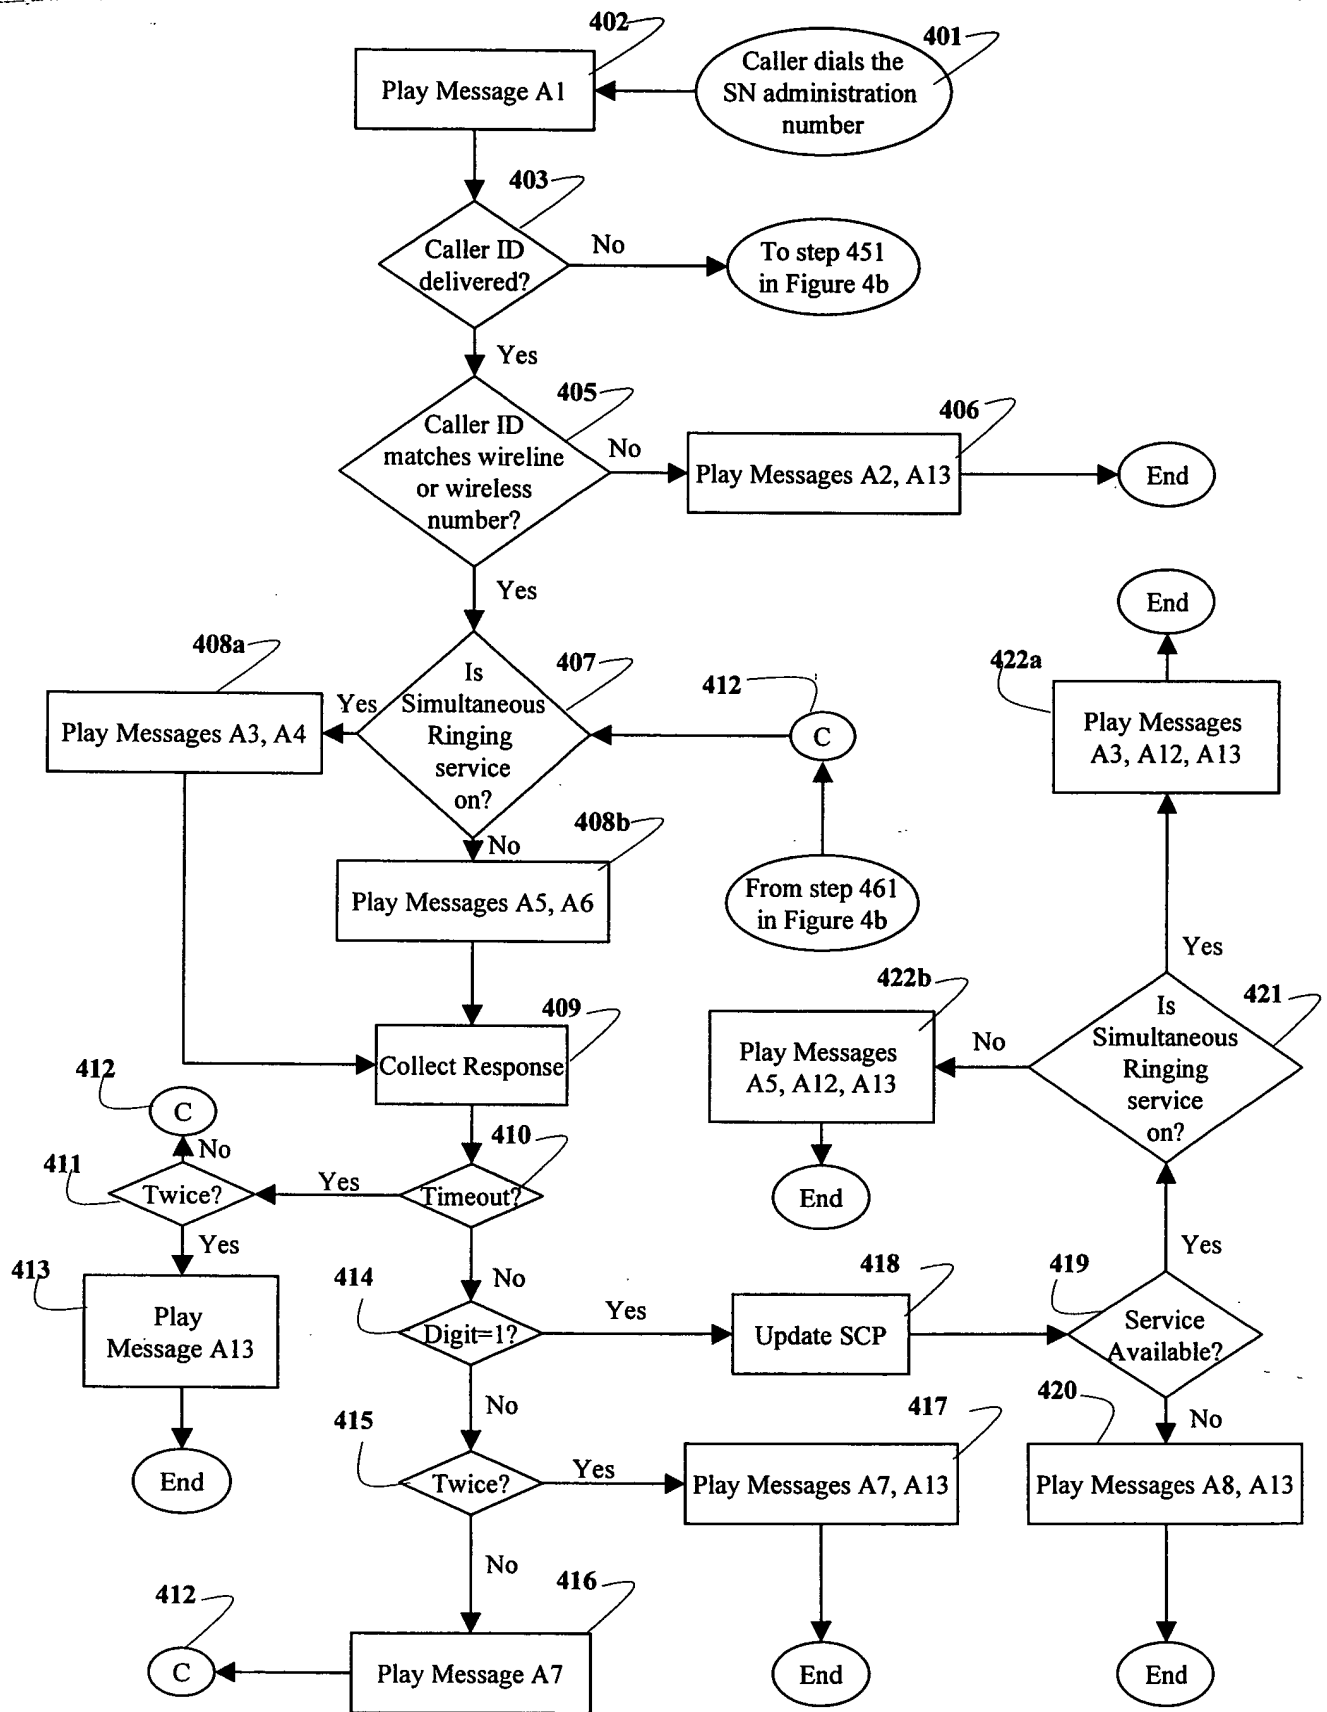 402
401
Play Message A1
Caller dials the
SN administration
number
403
Caller ID
delivered?
No
To step 451
in Figure 4b
Yes
405
406
Caller ID
matches wireline
or wireless
number?
No
Play Messages A2, A13
End
Yes
End
408a
407
412
422a
Yes
Play Messages A3, A4
Is
Simultaneous
Ringing
service
on?
C
Play Messages
A3, A12, A13
No
408b
Play Messages A5, A6
From step 461
in Figure 4b
Yes
422b
421
409
Collect Response
Play Messages
A5, A12, A13
No
Is
Simultaneous
Ringing
service
on?
412
C
No
410
411
Twice?
Yes
Timeout?
End
Yes
No
Yes
413
414
418
419
Play
Message A13
Digit=1?
Yes
Update SCP
Service
Available?
No
420
No
415
417
End
Twice?
Yes
Play Messages A7, A13
Play Messages A8, A13
No
416
412
C
Play Message A7
End
End